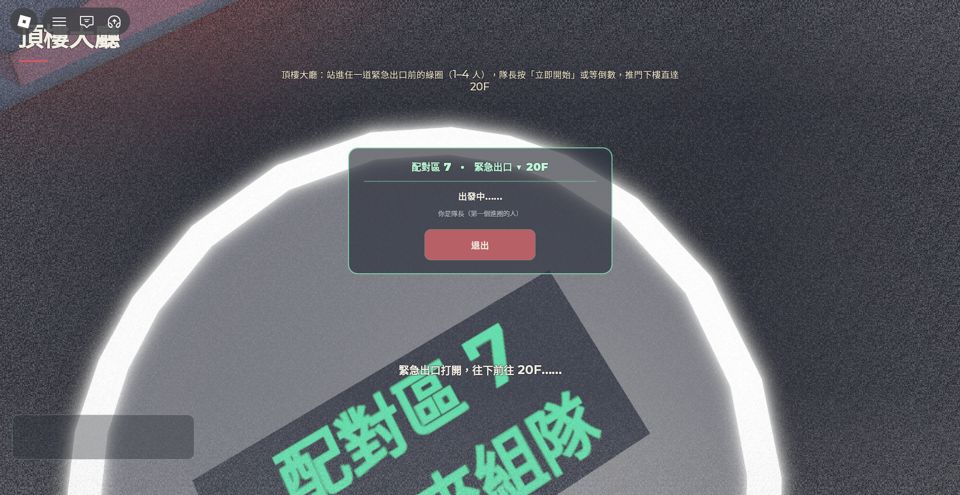 頂樓大廳
頂樓大廳：站進任一道緊急出口前的綠圈（1–4 人），隊長按「立即開始」或等倒數，推門下樓直達
20F
配對區 7 • 緊急出口 ▼ 20F
出發中……
你是隊長（第一個進圈的人）
退出
緊急出口打開，往下前往 20F……
配對區 7
來組隊